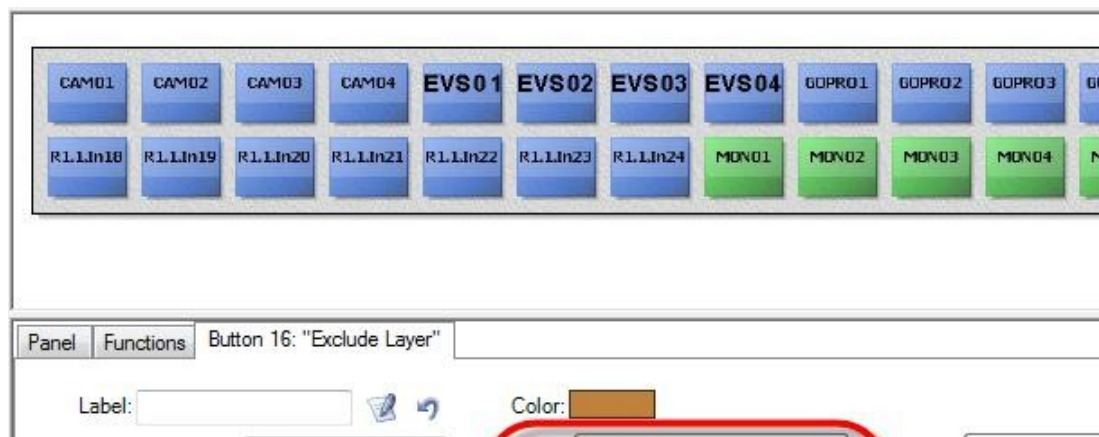 CAM01 CAM02 CAM03 CAM04 EVS01 EVS02 EVS03 EVS04 GOPRO1 GOPRO2 GOPRO3
R1.1.In18 R1.1.In19 R1.1.In20 R1.1.In21 R1.1.In22 R1.1.In23 R1.1.In24 MON01 MON02 MON03 MON04
Panel Functions Button 16: "Exclude Layer"
Label: Color: